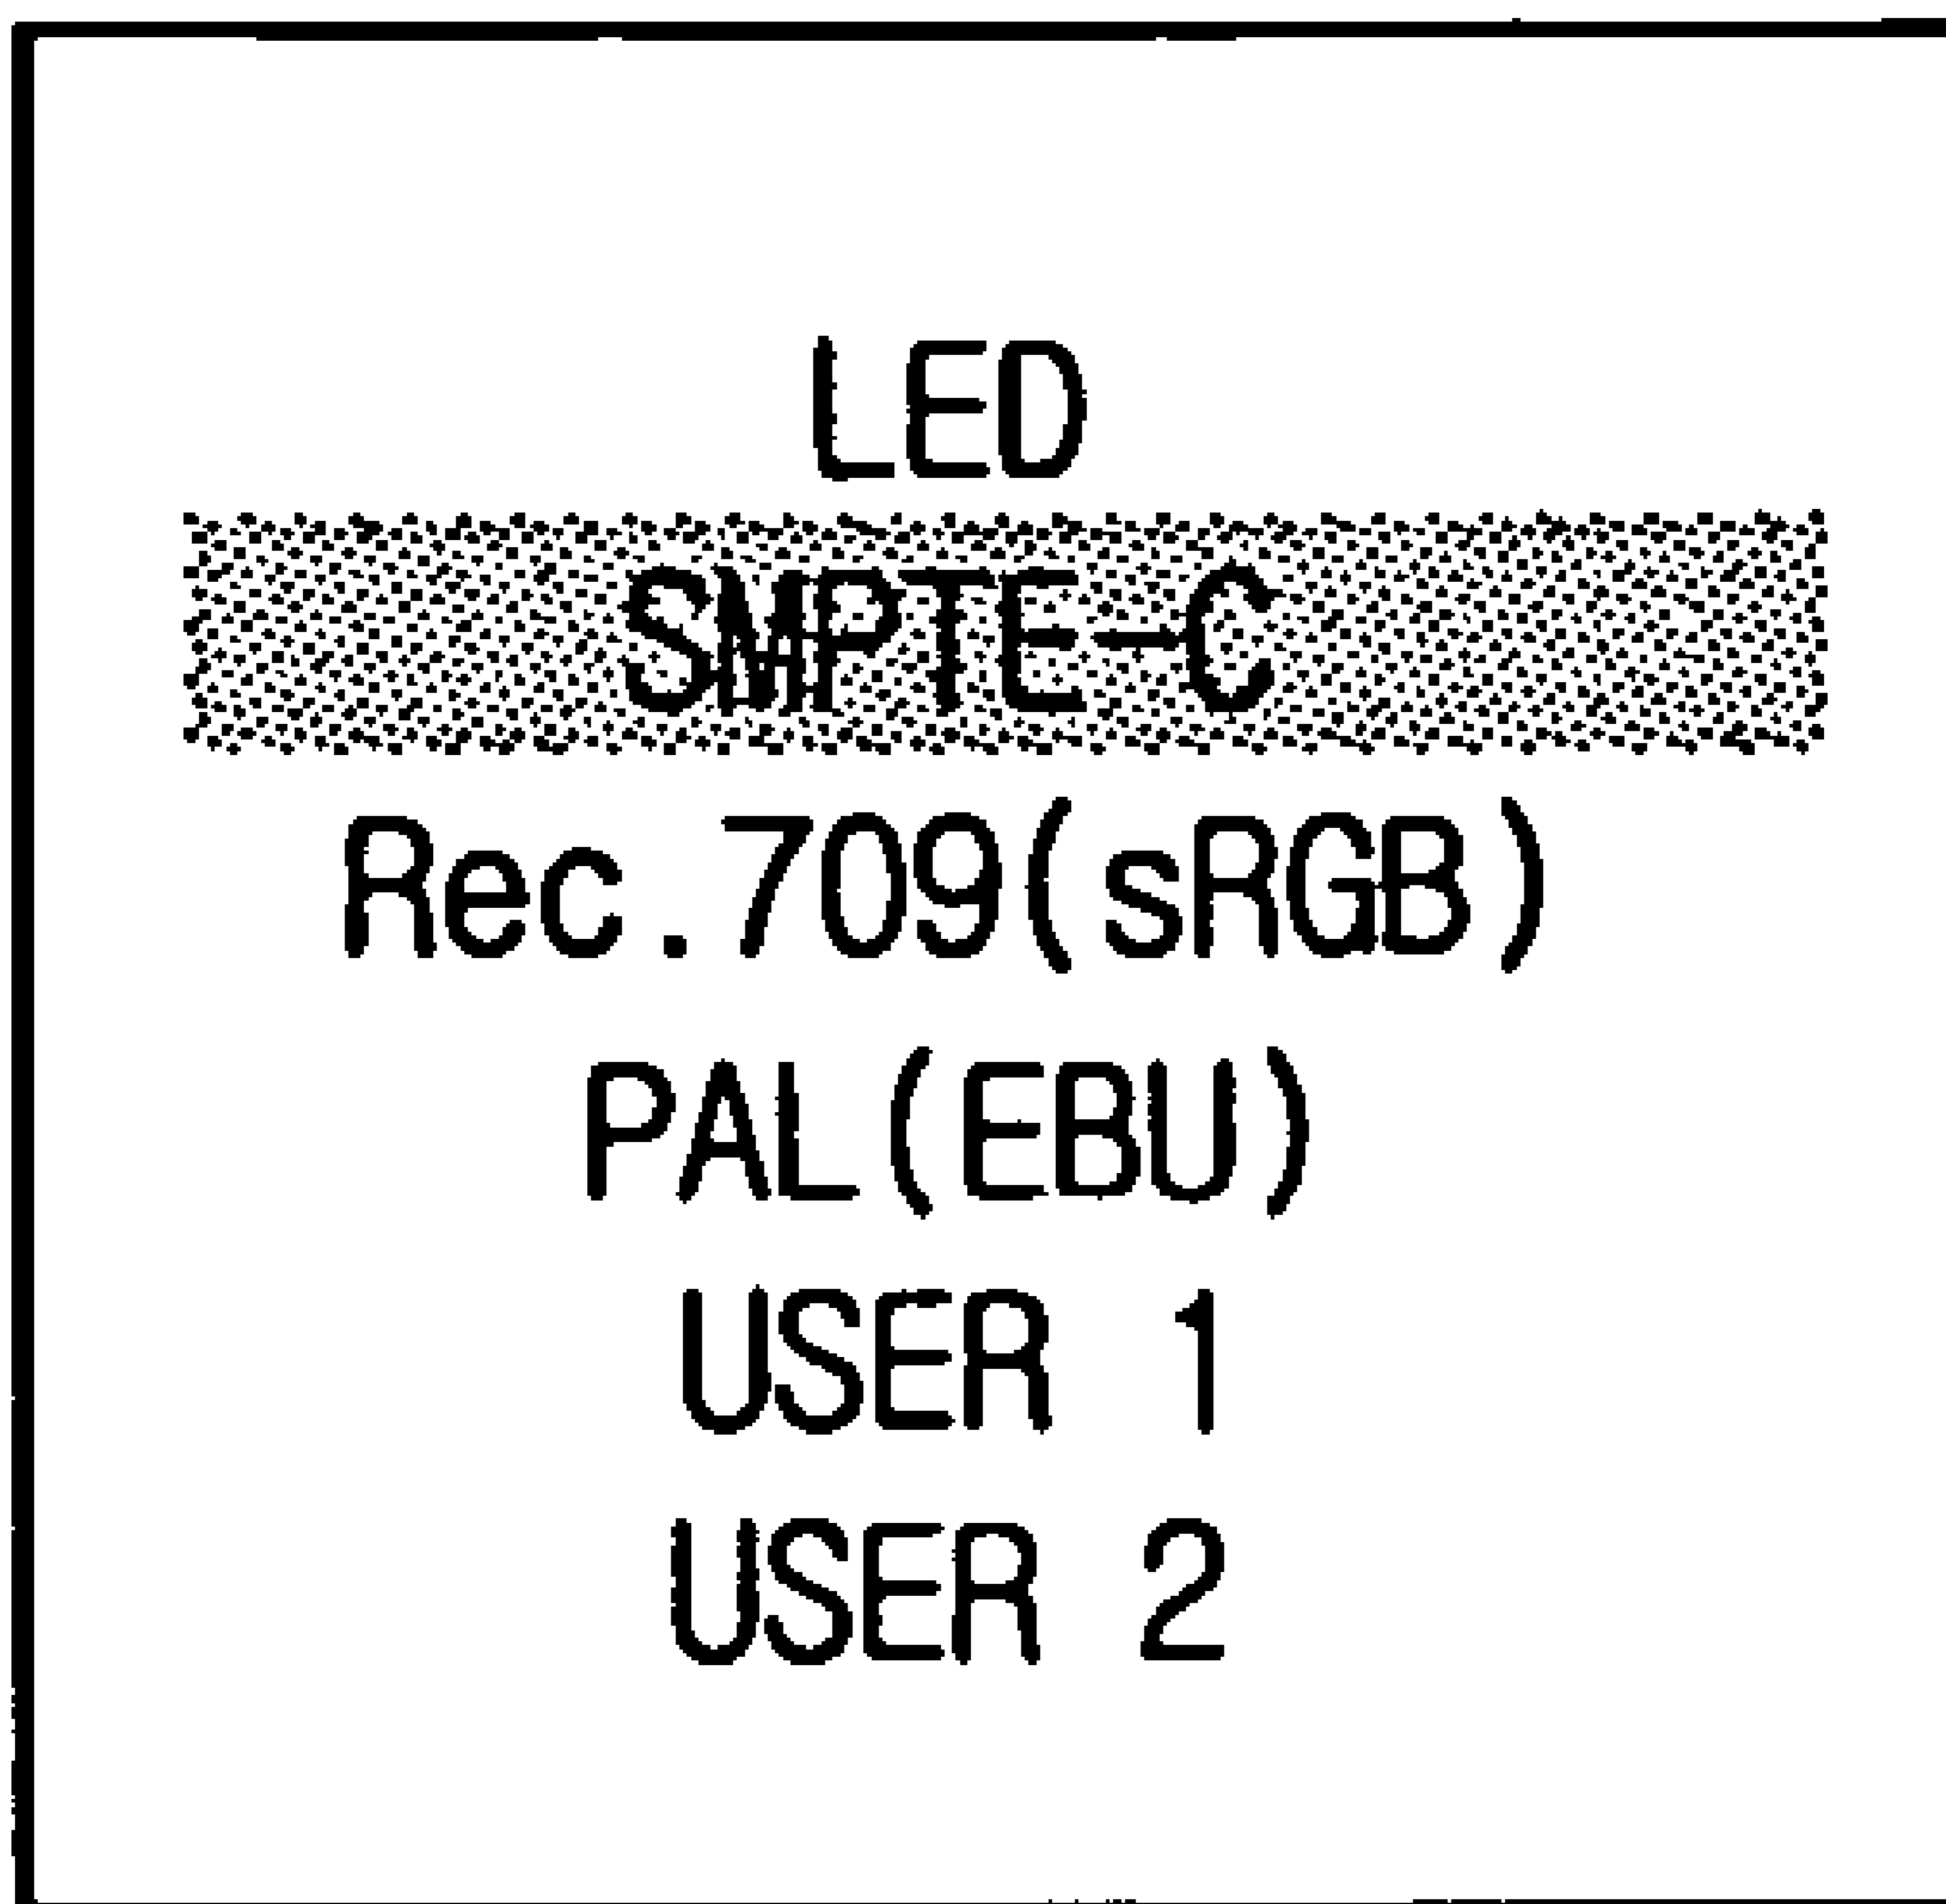 LED
SMPTE-C
Rec.709(sRGB)
PAL(EBU)
USER 1
USER 2